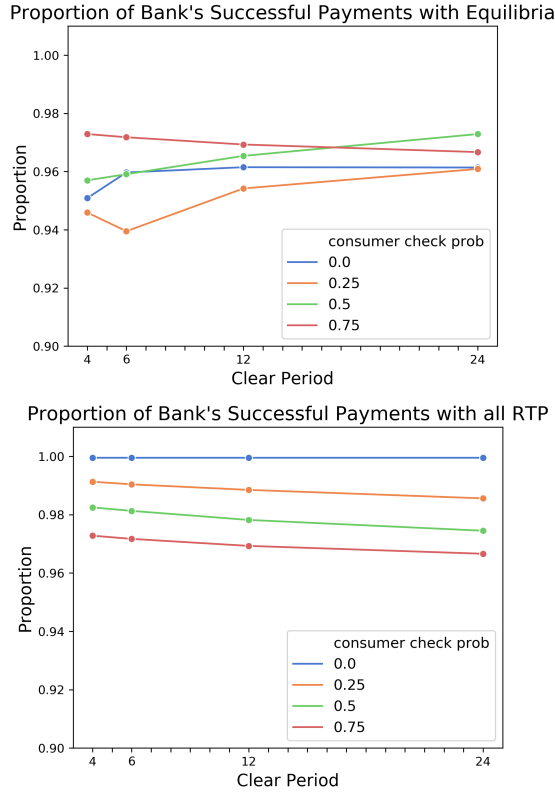 Proportion of Bank's Successful Payments with Equilibria
1.00
0.98
0.96
0.94
0.92
0.90
Proportion
consumer check prob
0.0
0.25
0.5
0.75
4 6 12 24
Clear Period
Proportion of Bank's Successful Payments with all RTP
1.00
0.98
0.96
0.94
0.92
0.90
Proportion
consumer check prob
0.0
0.25
0.5
0.75
4 6 12 24
Clear Period